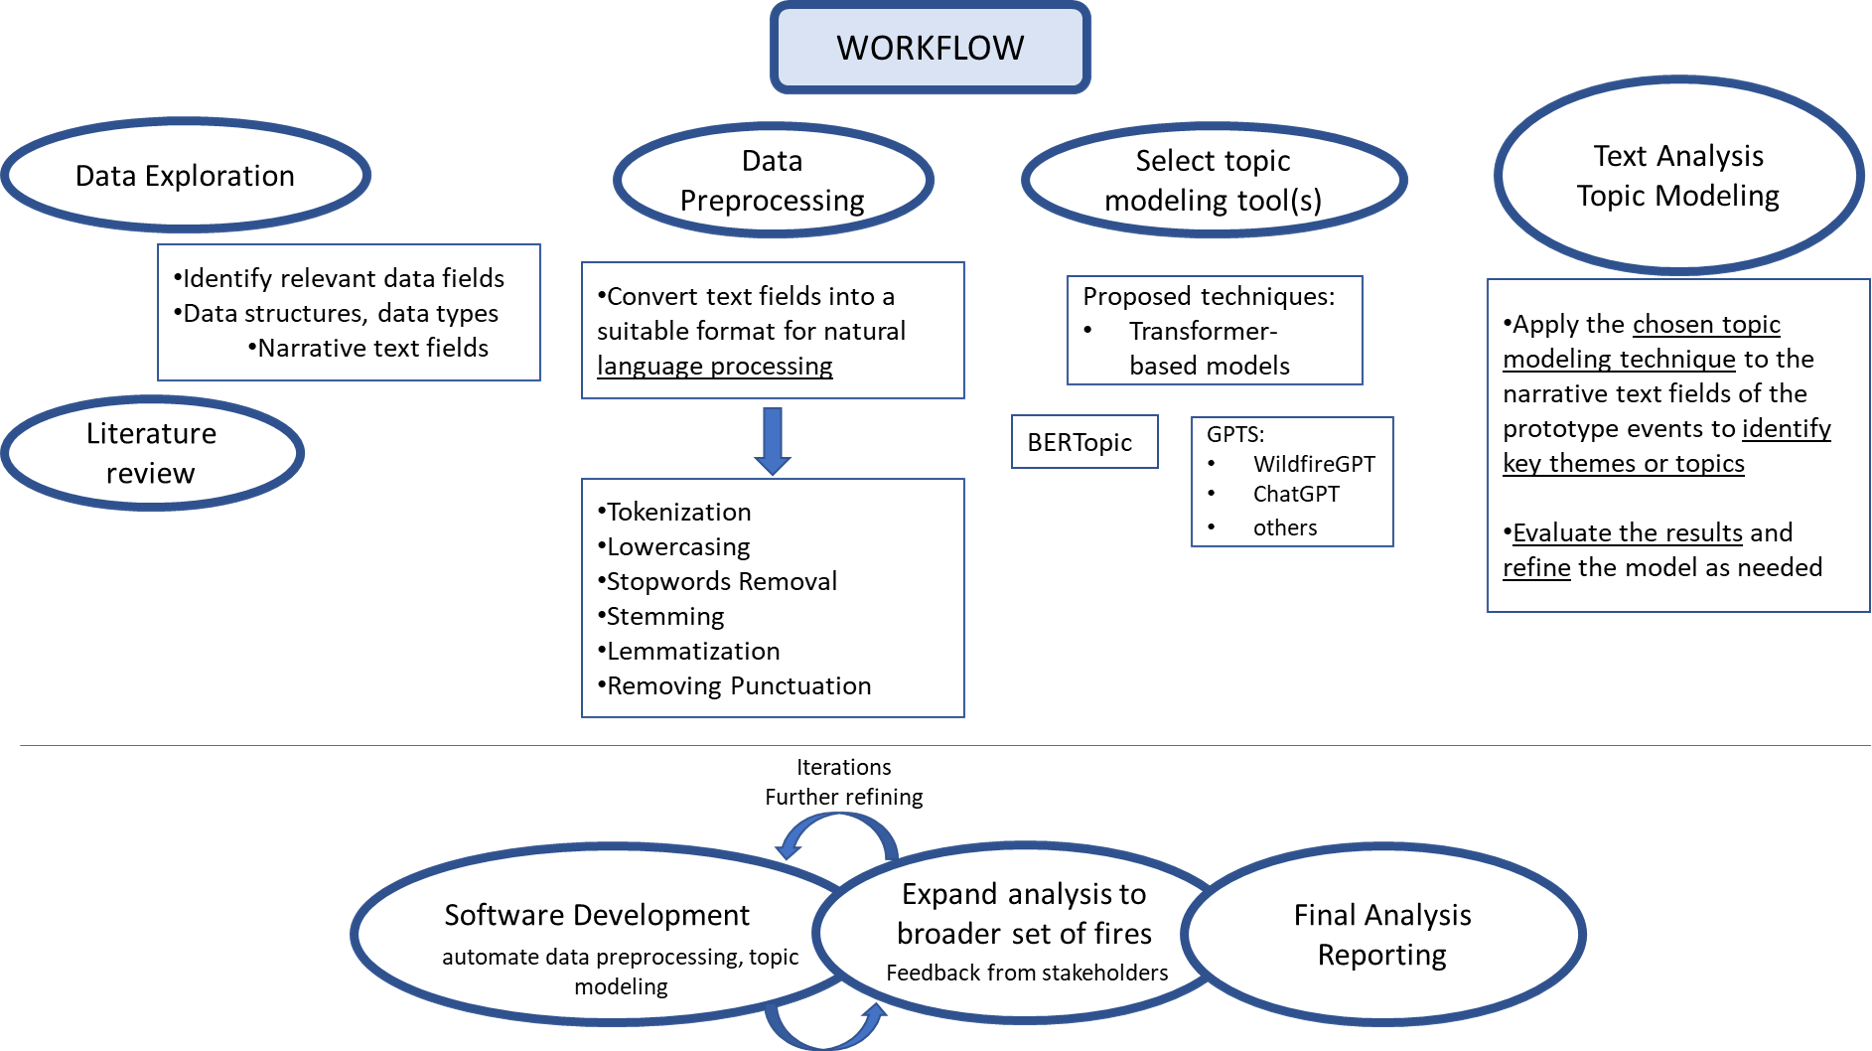 WORKFLOW
Data Exploration
•Identify relevant data fields
•Data structures, data types
•Narrative text fields
Literature
review
Data
Preprocessing
•Convert text fields into a
suitable format for natural
language processing
•Tokenization
•Lowercasing
•Stopwords Removal
•Stemming
•Lemmatization
•Removing Punctuation
Select topic
modeling tool(s)
Proposed techniques:
• Transformer-
based models
BERTopic
GPTS:
• WildfireGPT
• ChatGPT
• others
Text Analysis
Topic Modeling
•Apply the chosen topic
modeling technique to the
narrative text fields of the
prototype events to identify
key themes or topics
•Evaluate the results and
refine the model as needed
Iterations
Further refining
Software Development
automate data preprocessing, topic
modeling
Expand analysis to
broader set of fires
Feedback from stakeholders
Final Analysis
Reporting